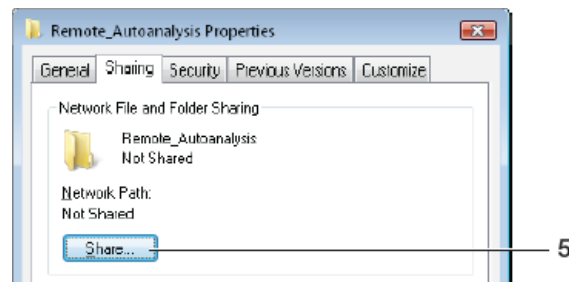 Remote_Autoanalysis Properties
General Sharing Security Previous Versions Customize
Network File and Folder Sharing
Remote_Autoanalysis
Not Shared
Network Path:
Not Shared
Share...
5